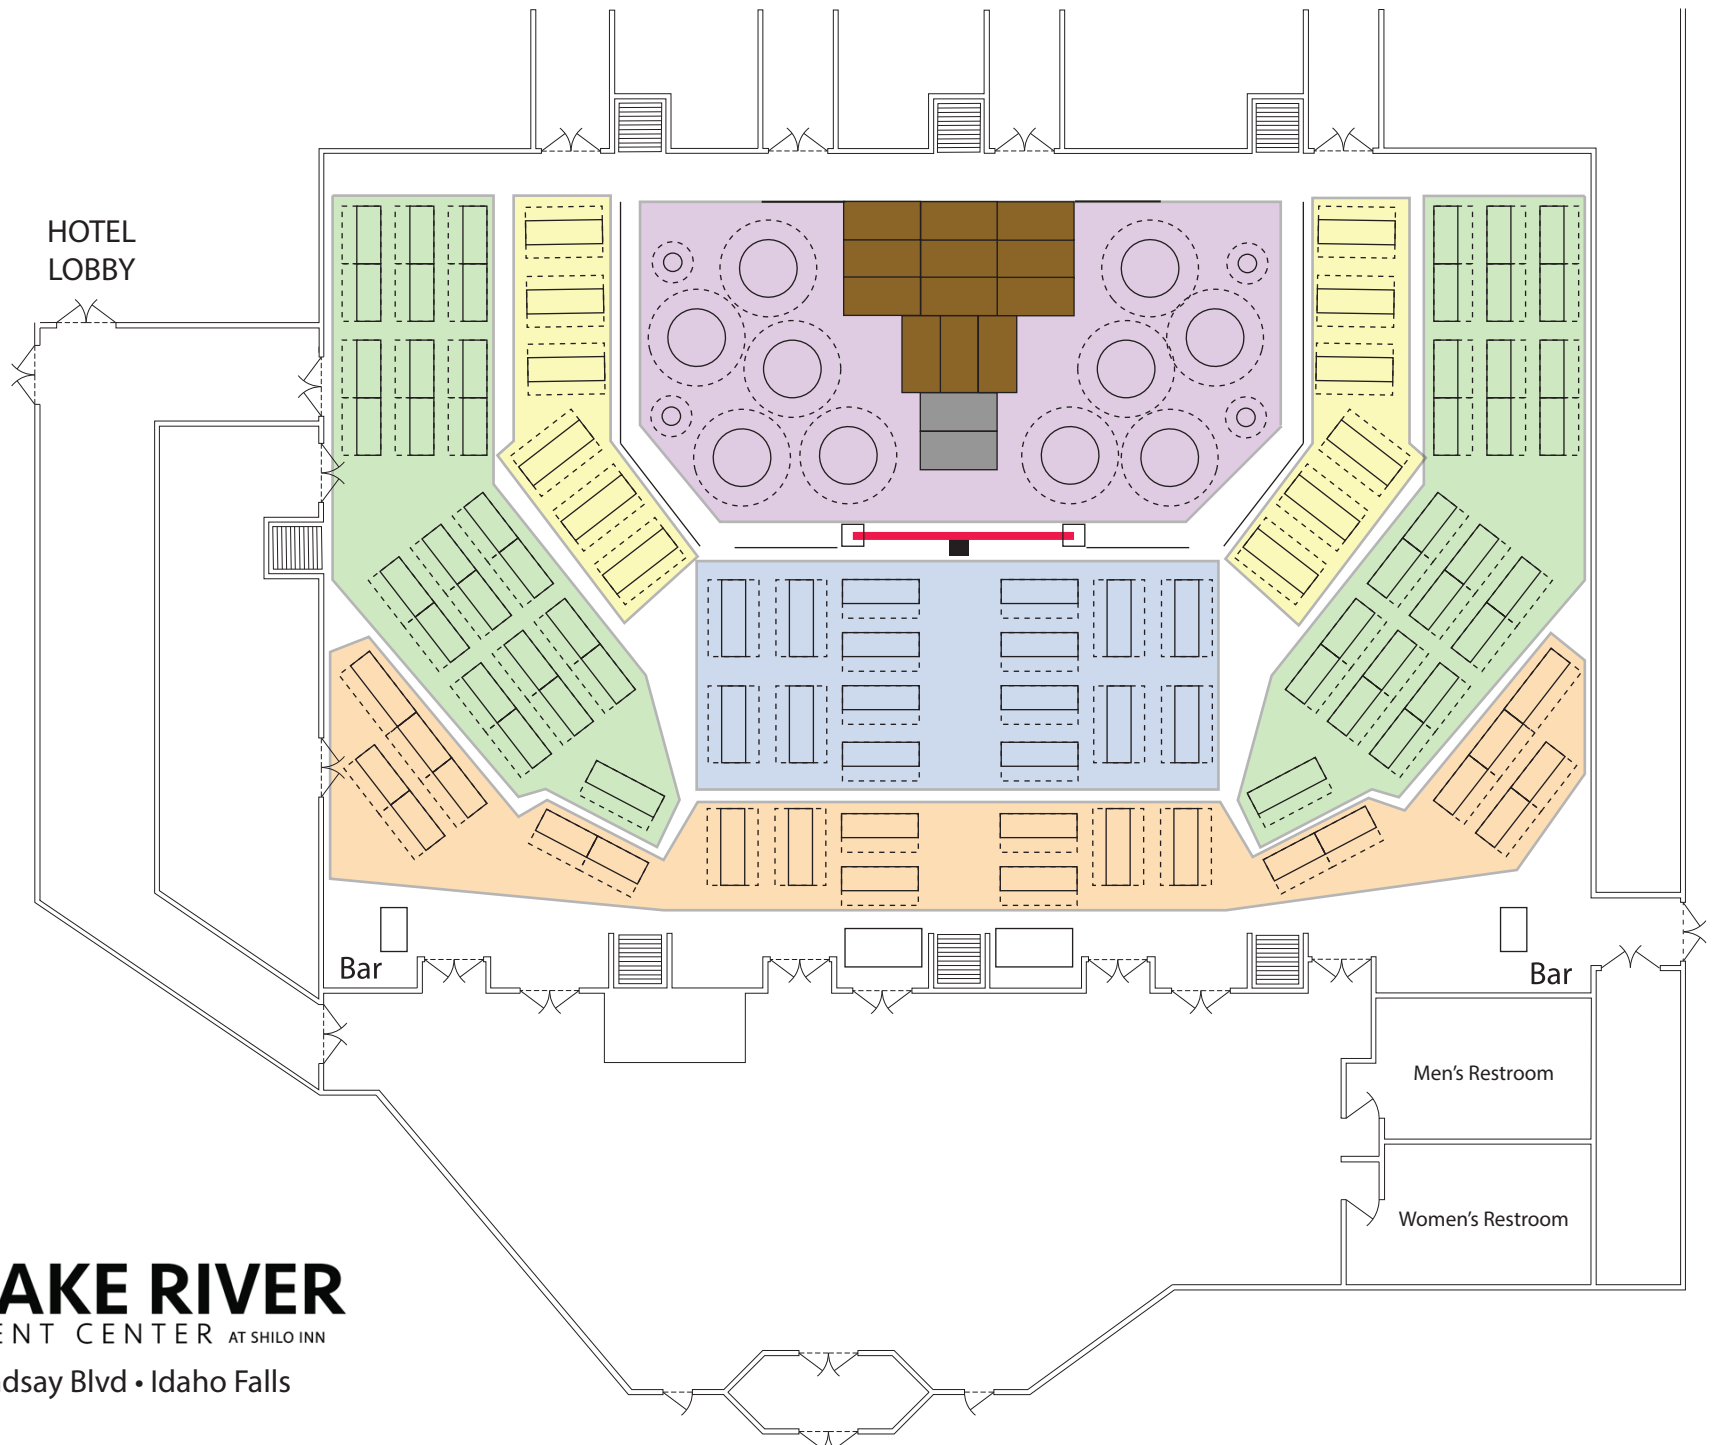 HOTEL
LOBBY
Bar
Bar
Men's Restroom
Women's Restroom
AKE RIVER
ENT CENTER AT SHILO INN
dsay Blvd • Idaho Falls